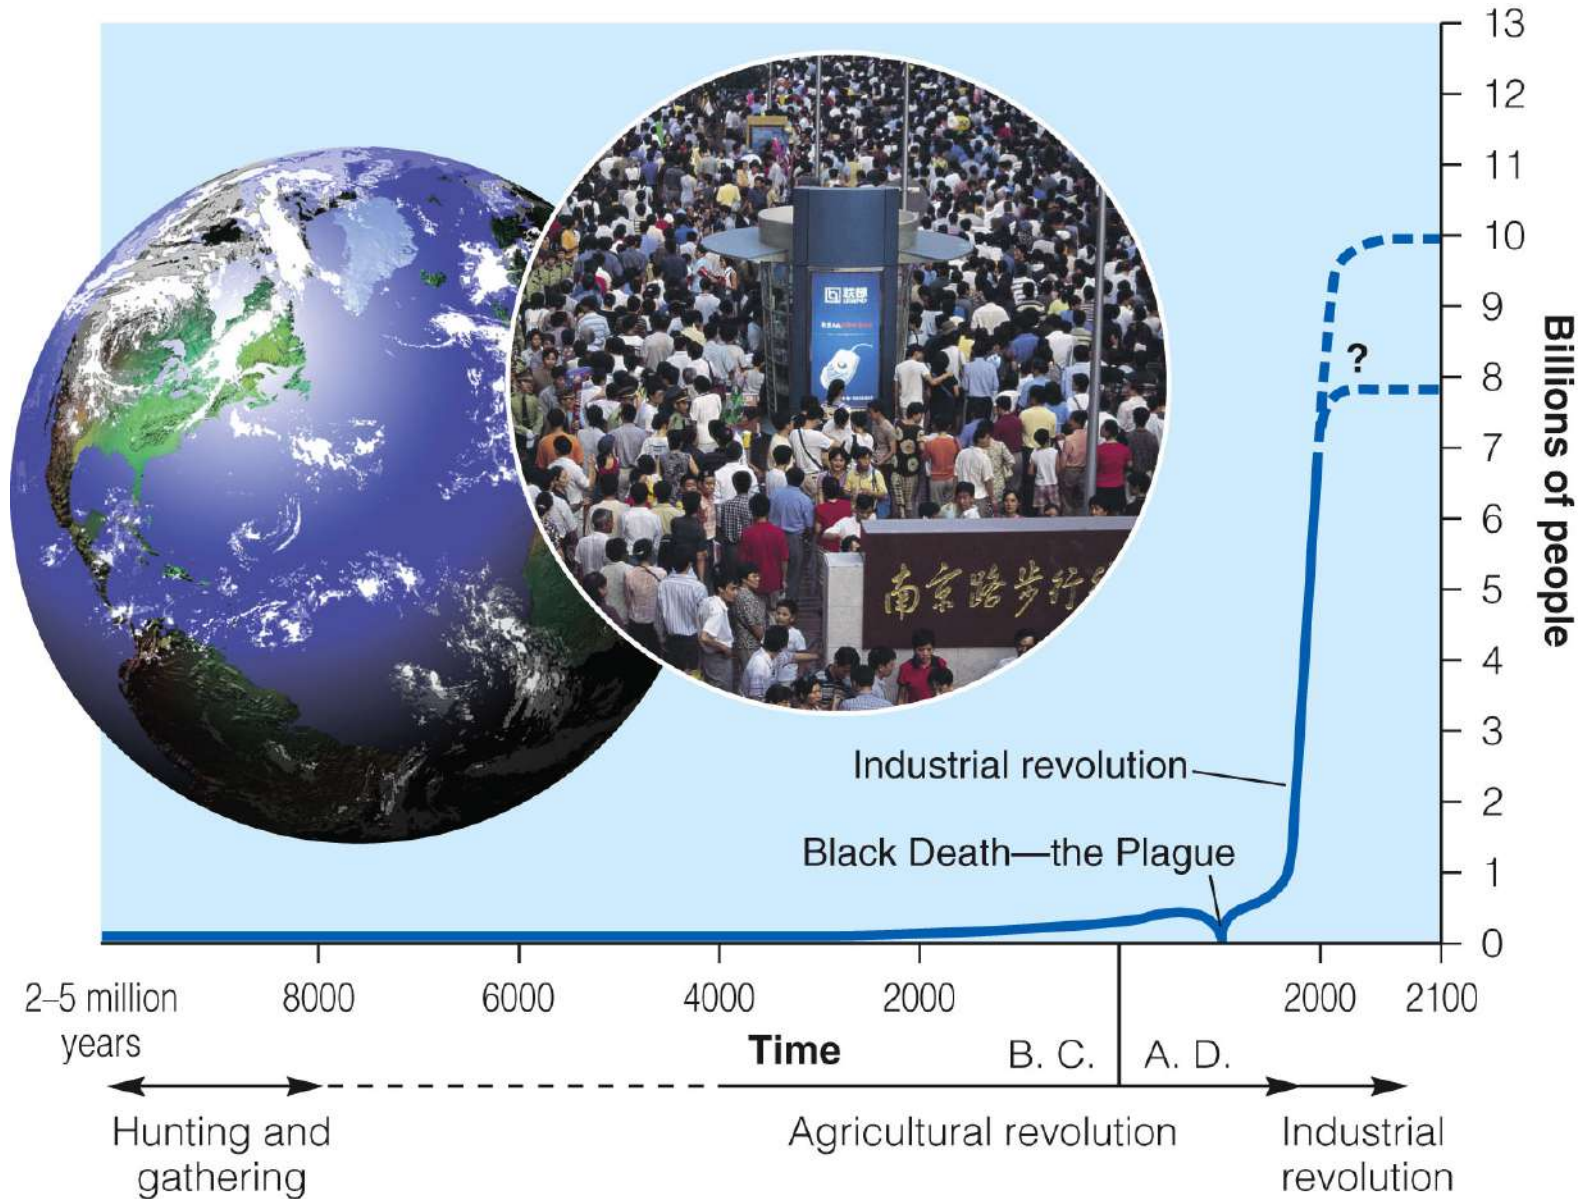 13
12
11
10
9
8
7
6
5
4
3
2
1
0
Billions of people
?
联想
南京路步行
Industrial revolution
Black Death—the Plague
2–5 million
years
8000
6000
4000
2000
2000
2100
Time
B. C.
A. D.
Hunting and
gathering
Agricultural revolution
Industrial
revolution